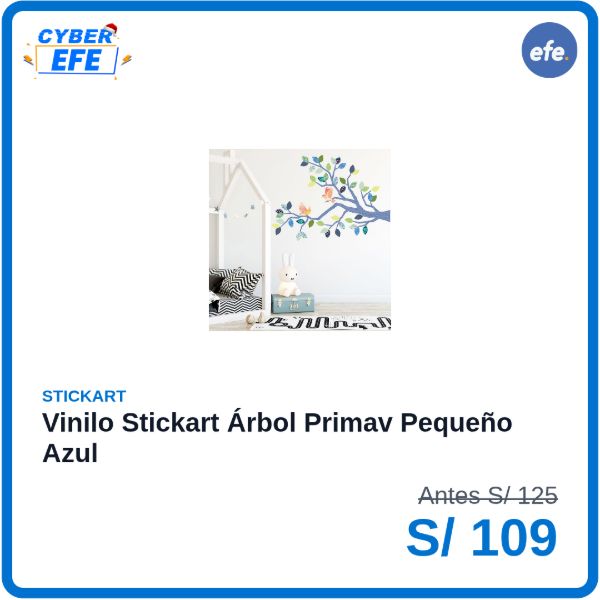 CYBER
EFE
efe.
STICKART
Vinilo Stickart Árbol Primav Pequeño
Azul
Antes S/ 125
S/ 109